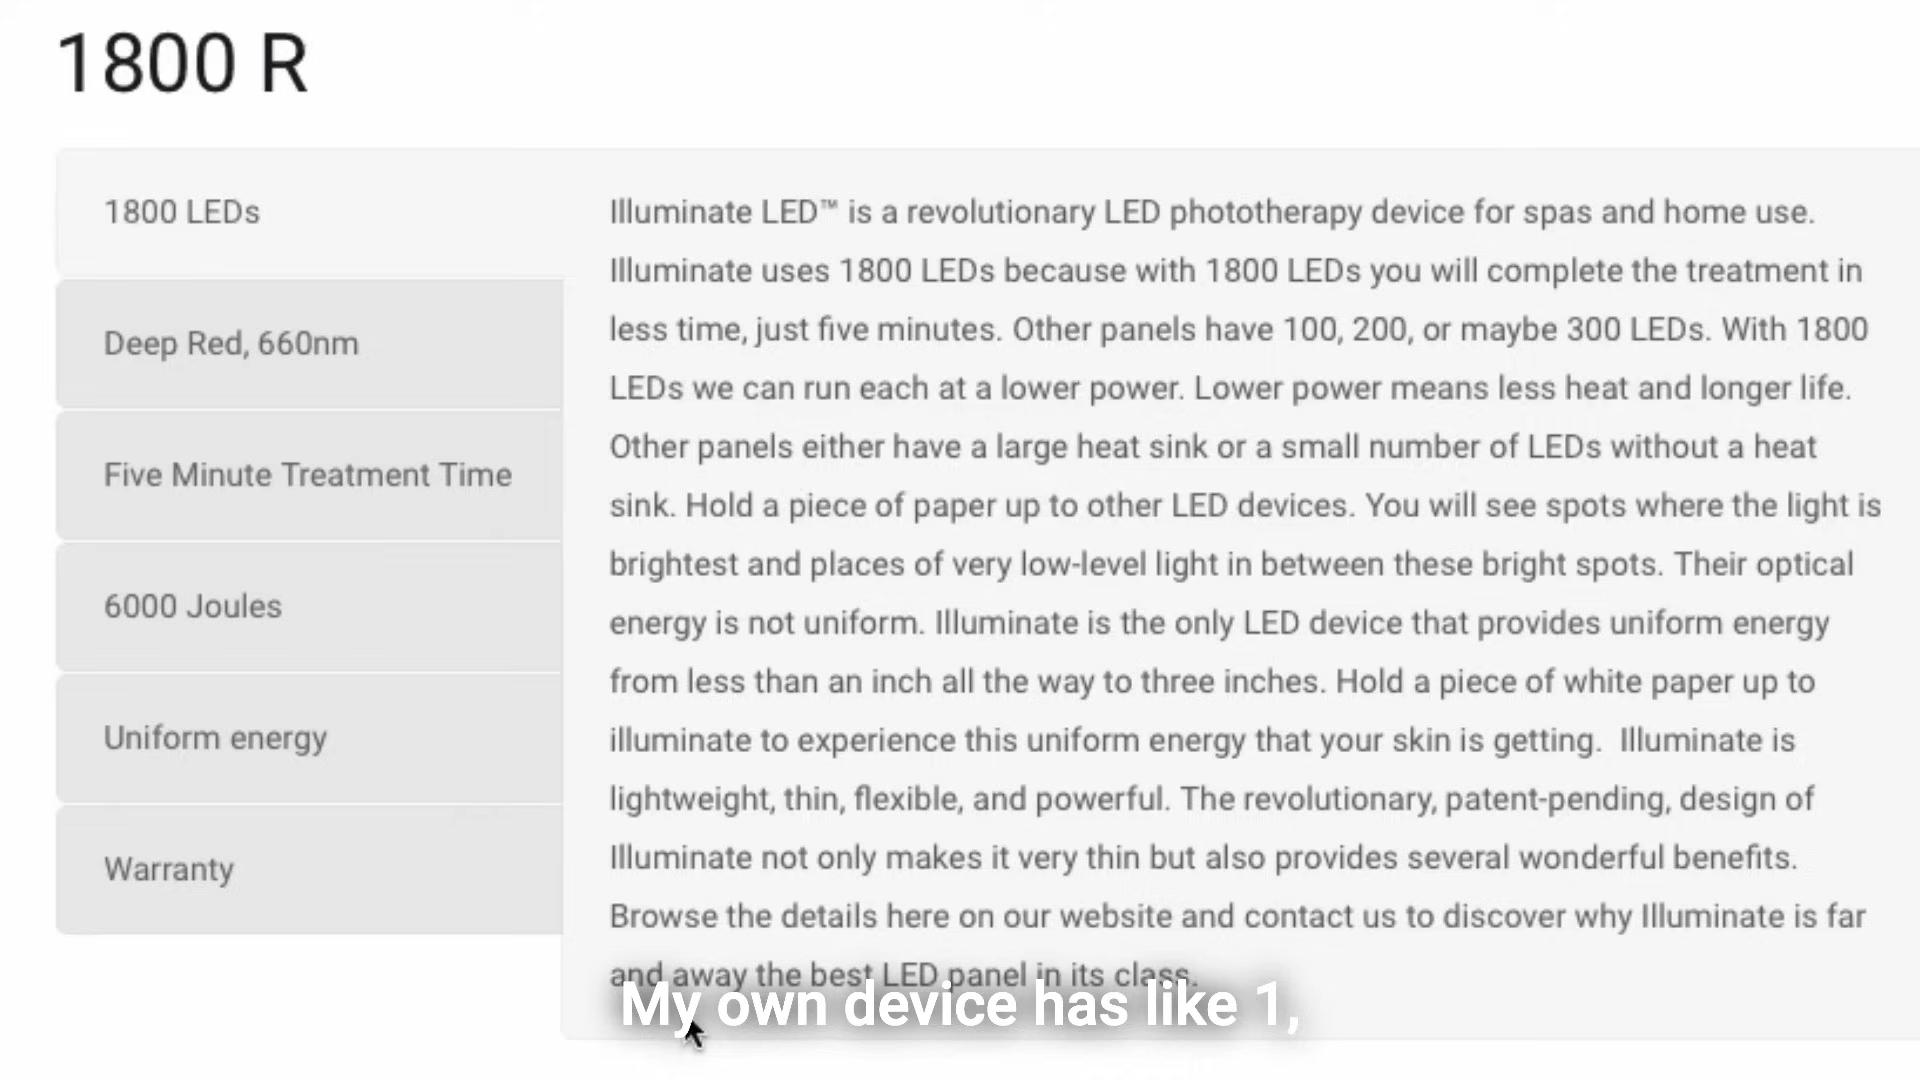 1800 R
1800 LEDs
Deep Red, 660nm
Five Minute Treatment Time
6000 Joules
Uniform energy
Warranty
Illuminate LED™ is a revolutionary LED phototherapy device for spas and home use.
Illuminate uses 1800 LEDs because with 1800 LEDs you will complete the treatment in
less time, just five minutes. Other panels have 100, 200, or maybe 300 LEDs. With 1800
LEDs we can run each at a lower power. Lower power means less heat and longer life.
Other panels either have a large heat sink or a small number of LEDs without a heat
sink. Hold a piece of paper up to other LED devices. You will see spots where the light is
brightest and places of very low-level light in between these bright spots. Their optical
energy is not uniform. Illuminate is the only LED device that provides uniform energy
from less than an inch all the way to three inches. Hold a piece of white paper up to
illuminate to experience this uniform energy that your skin is getting.  Illuminate is
lightweight, thin, flexible, and powerful. The revolutionary, patent-pending, design of
Illuminate not only makes it very thin but also provides several wonderful benefits.
Browse the details here on our website and contact us to discover why Illuminate is far
and away the best LED panel in its class.
My own device has like 1,